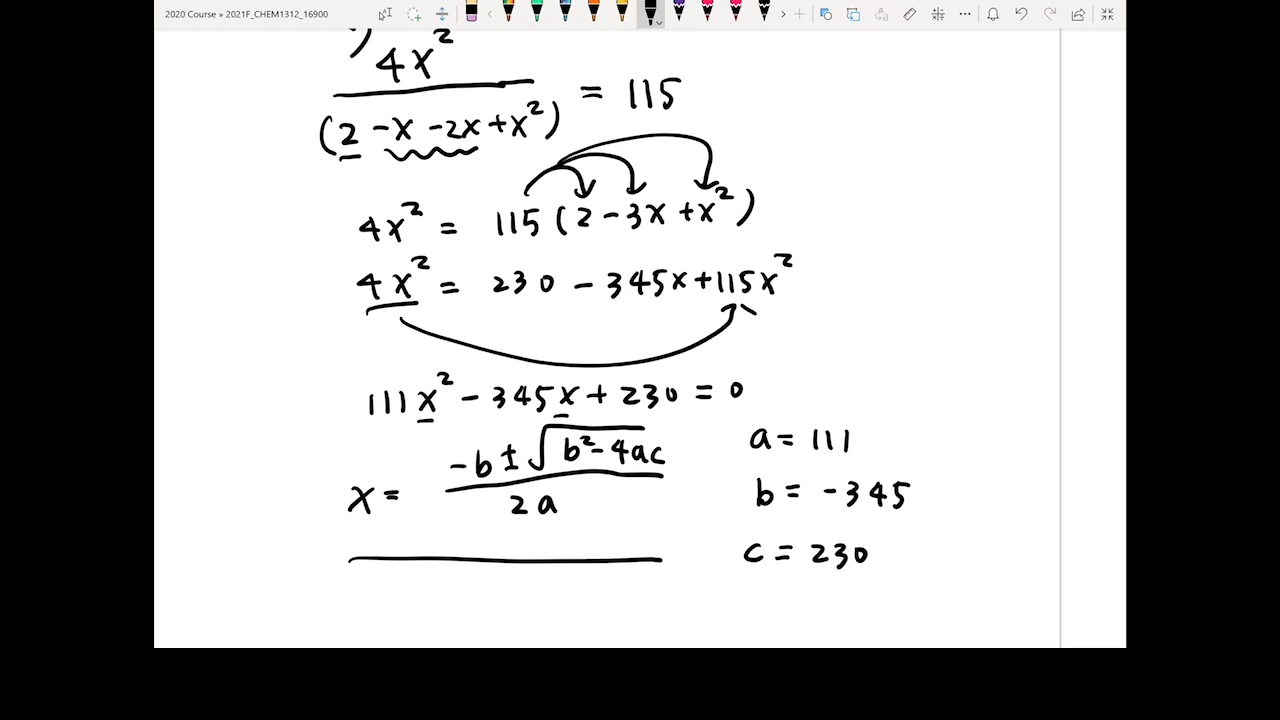 2020 Course » 2021F_CHEM1312_16900
4x²
(2 -x -2x +x²) = 115
4x² = 115 (2 - 3x + x²)
4x² = 230 - 345x + 115x²
111x² - 345x + 230 = 0
x = -b ± √b² - 4ac
2a
a = 111
b = -345
c = 230